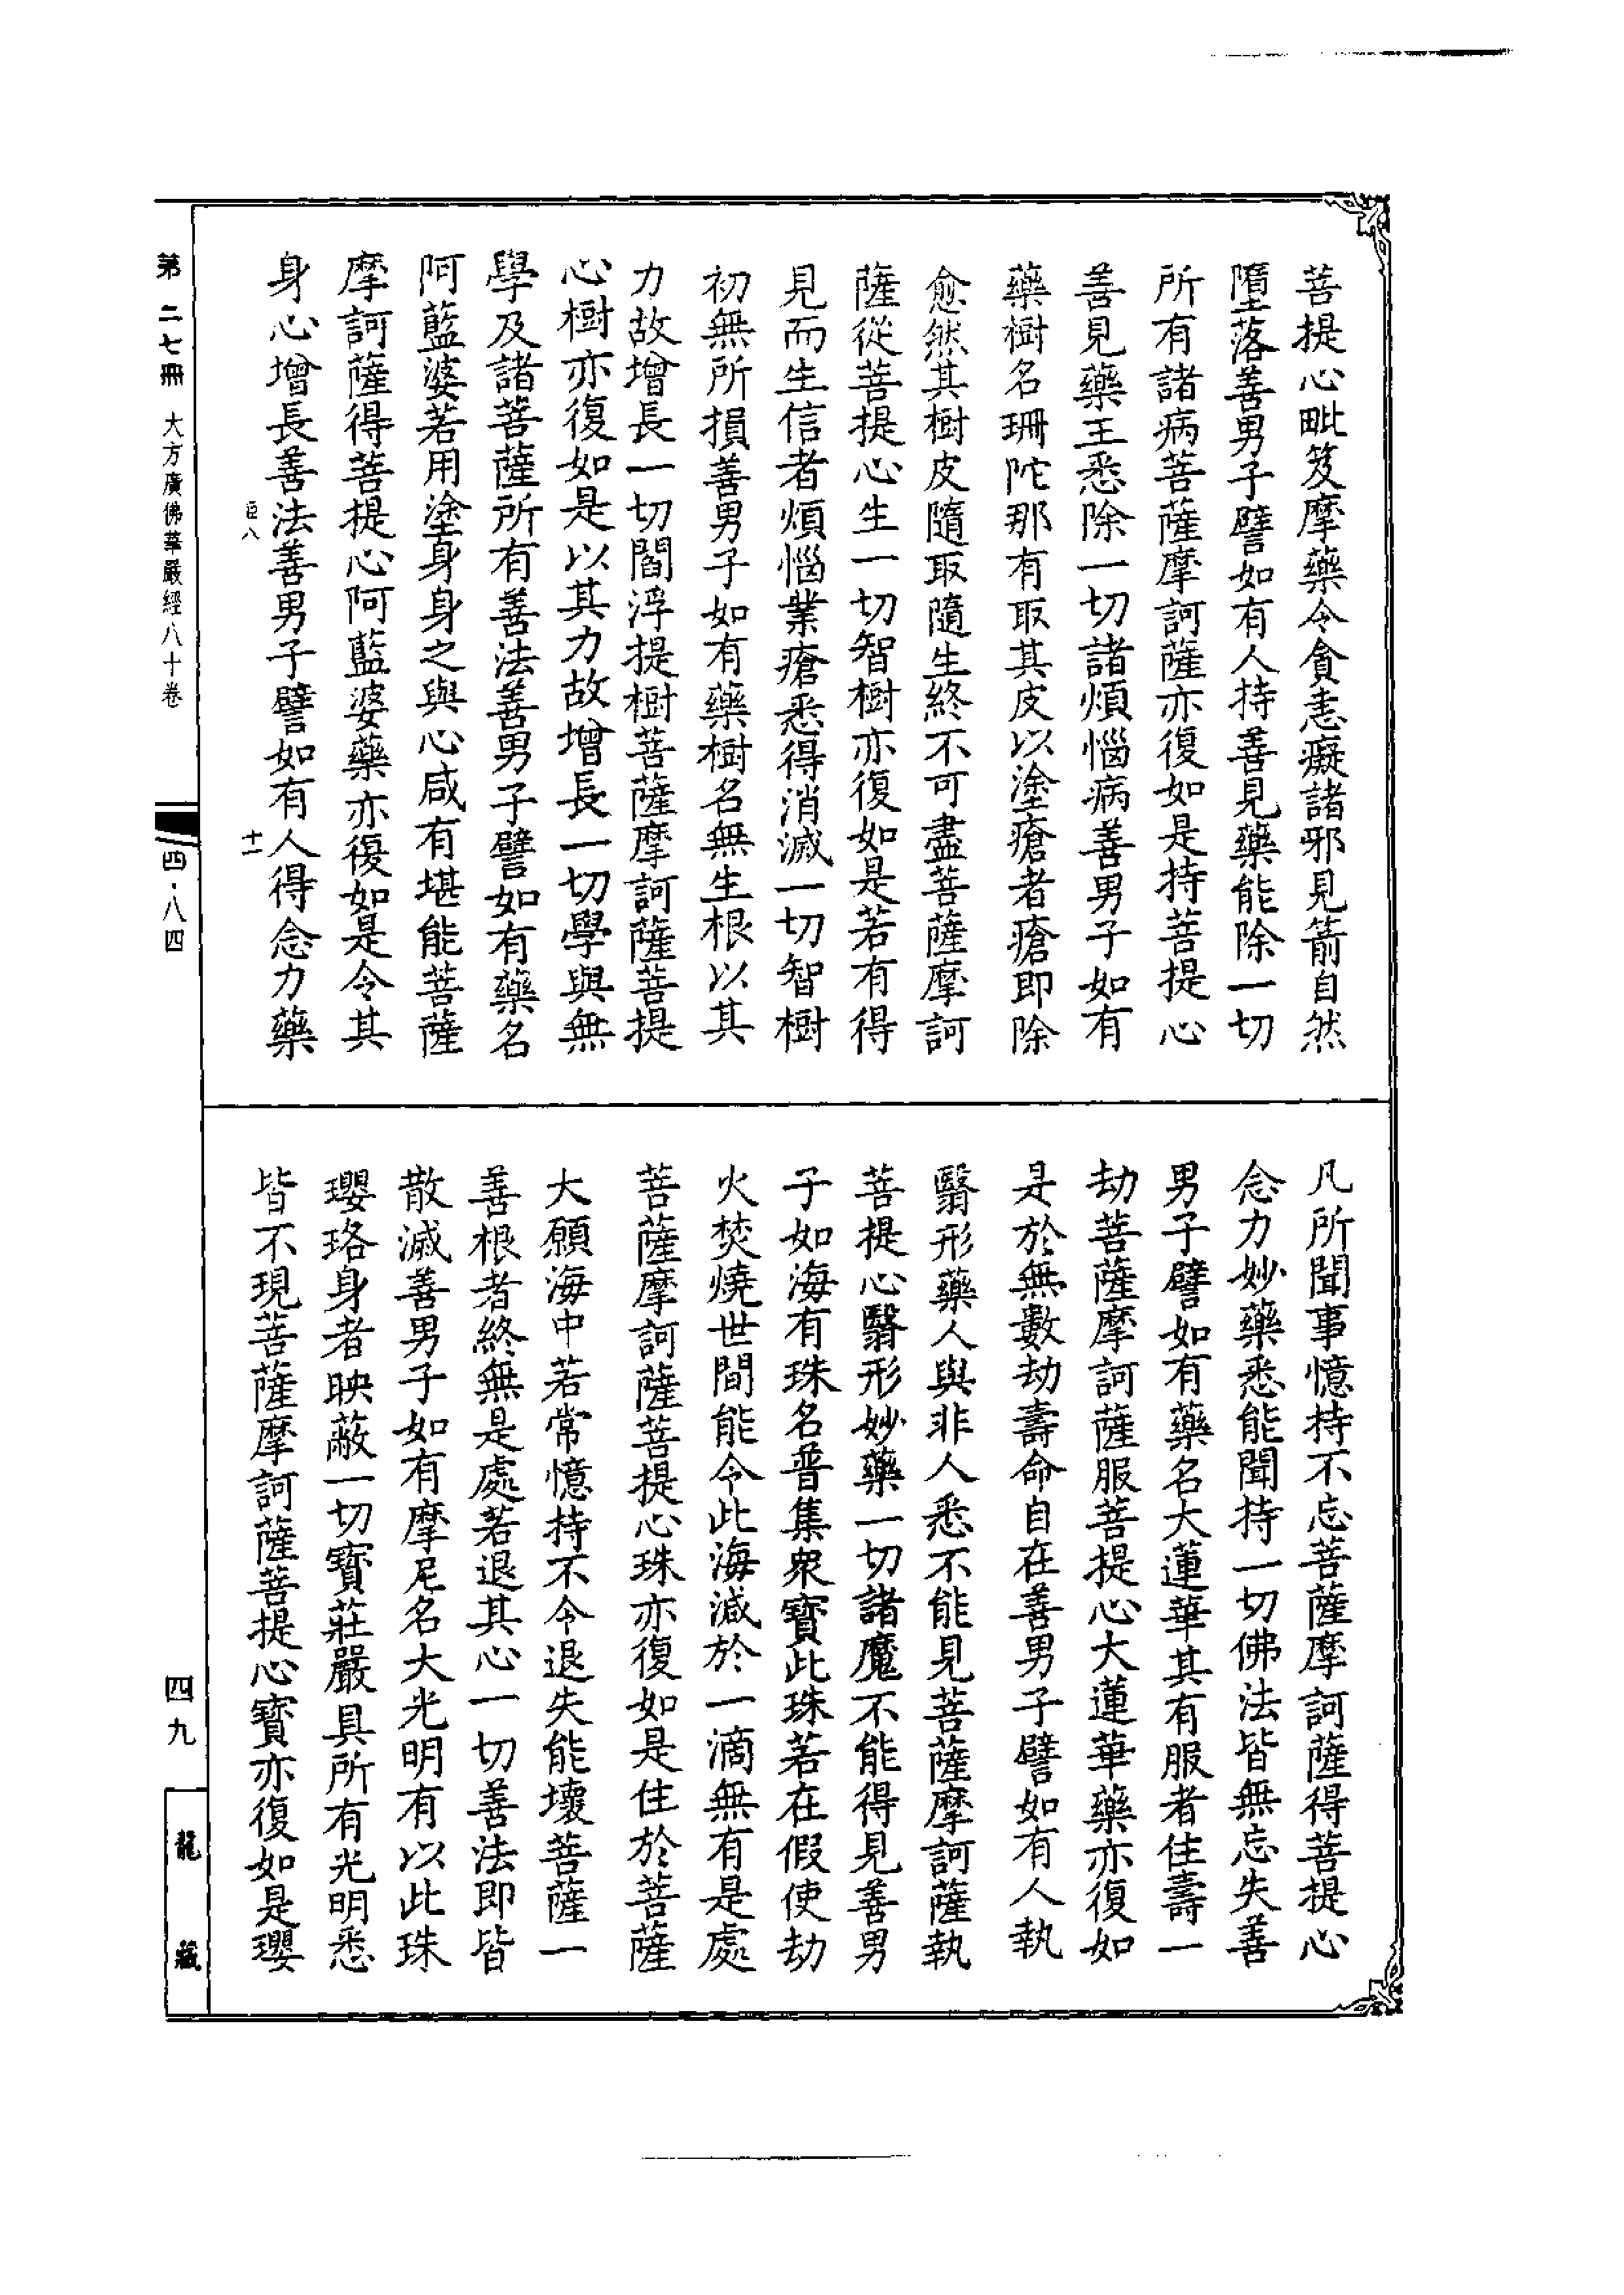 菩提心毗笈摩藥令貪恚癡諸邪見箭自然
墮落善男子譬如有人持善見藥能除一切
所有諸病菩薩摩訶薩亦復如是持菩提心
善見藥王悉除一切諸煩惱病善男子如有
藥樹名珊陀那有取其皮以塗瘡者瘡即除
愈然其樹皮隨取隨生終不可盡菩薩摩訶
薩從菩提心生一切智樹亦復如是若有得
見而生信者煩惱業瘡悉得消滅一切智樹
初無所損善男子如有藥樹名無生根以其
力故增長一切閻浮提樹菩薩摩訶薩菩提
心樹亦復如是以其力故增長一切學與無
學及諸菩薩所有善法善男子譬如有藥名
阿藍婆若用塗身身之與心咸有堪能菩薩
摩訶薩得菩提心阿藍婆藥亦復如是令其
身心增長善法善男子譬如有人得念力藥
十一
凡所聞事憶持不忘菩薩摩訶薩得菩提心
念力妙藥悉能聞持一切佛法皆無忘失善
男子譬如有藥名大蓮華其有服者住壽一
劫菩薩摩訶薩服菩提心大蓮華藥亦復如
是於無數劫壽命自在善男子譬如有人執
翳形藥人與非人悉不能見菩薩摩訶薩執
菩提心翳形妙藥一切諸魔不能得見善男
子如海有珠名普集衆寶此珠若在假使劫
火焚燒世間能令此海減於一滴無有是處
菩薩摩訶薩菩提心珠亦復如是住於菩薩
大願海中若常憶持不令退失能壞菩薩一
善根者終無是處若退其心一切善法即皆
散滅善男子如有摩尼名大光明有以此珠
瓔珞身者映蔽一切寶莊嚴具所有光明悉
皆不現菩薩摩訶薩菩提心寶亦復如是瓔
第二七冊 大方廣佛華嚴經八十卷
四·八四
四九
龍藏